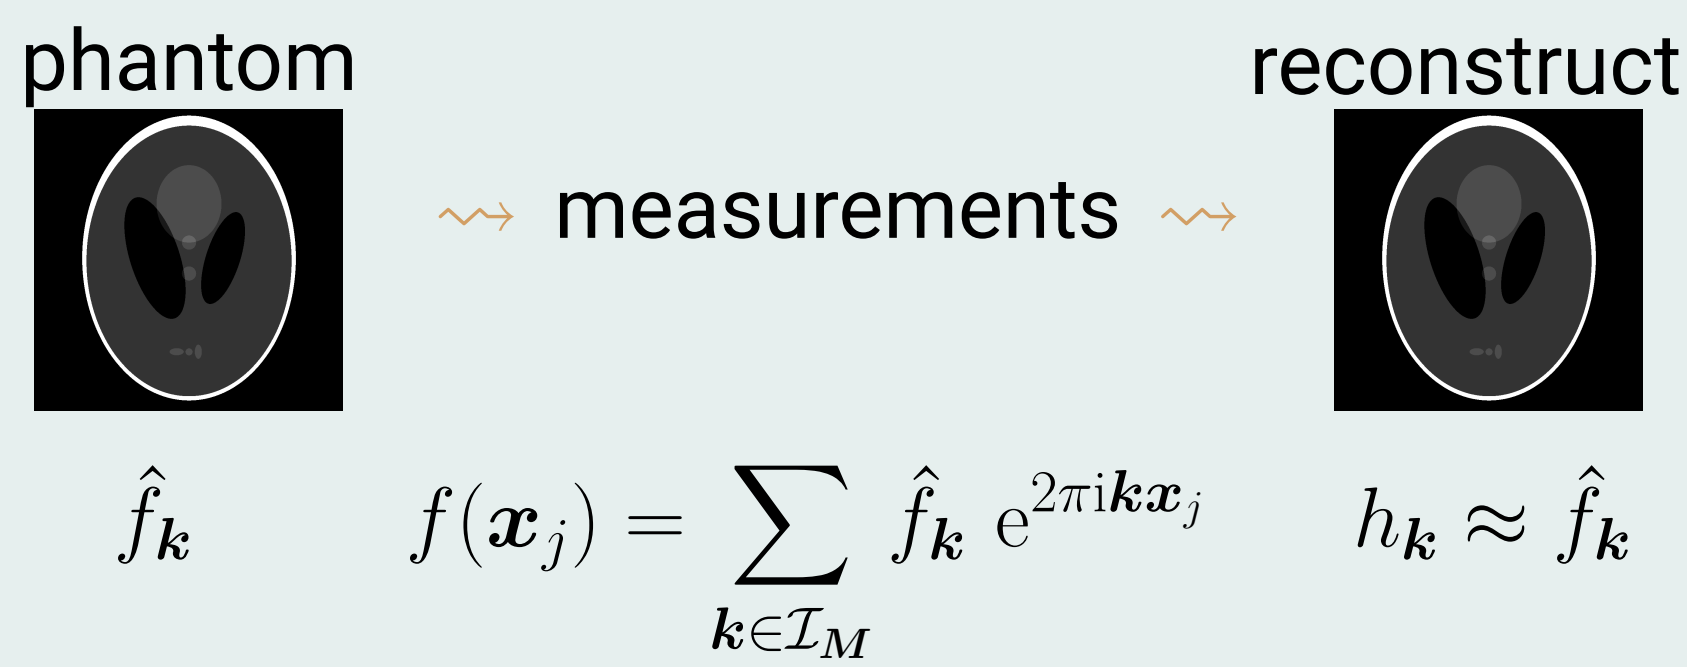 phantom
reconstruct
⇝ measurements ⇝
f̂_𝒌
f(𝒙_j) = ∑_{𝒌∈ℐ_𝑴} f̂_𝒌 e^{2πi𝒌𝒙_j}
h_𝒌 ≈ f̂_𝒌